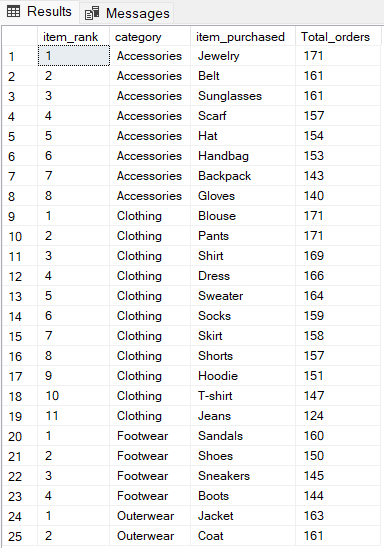 Results Messages
item_rank category item_purchased Total_orders
1 1 Accessories Jewelry 171
2 2 Accessories Belt 161
3 3 Accessories Sunglasses 161
4 4 Accessories Scarf 157
5 5 Accessories Hat 154
6 6 Accessories Handbag 153
7 7 Accessories Backpack 143
8 8 Accessories Gloves 140
9 1 Clothing Blouse 171
10 2 Clothing Pants 171
11 3 Clothing Shirt 169
12 4 Clothing Dress 166
13 5 Clothing Sweater 164
14 6 Clothing Socks 159
15 7 Clothing Skirt 158
16 8 Clothing Shorts 157
17 9 Clothing Hoodie 151
18 10 Clothing T-shirt 147
19 11 Clothing Jeans 124
20 1 Footwear Sandals 160
21 2 Footwear Shoes 150
22 3 Footwear Sneakers 145
23 4 Footwear Boots 144
24 1 Outerwear Jacket 163
25 2 Outerwear Coat 161